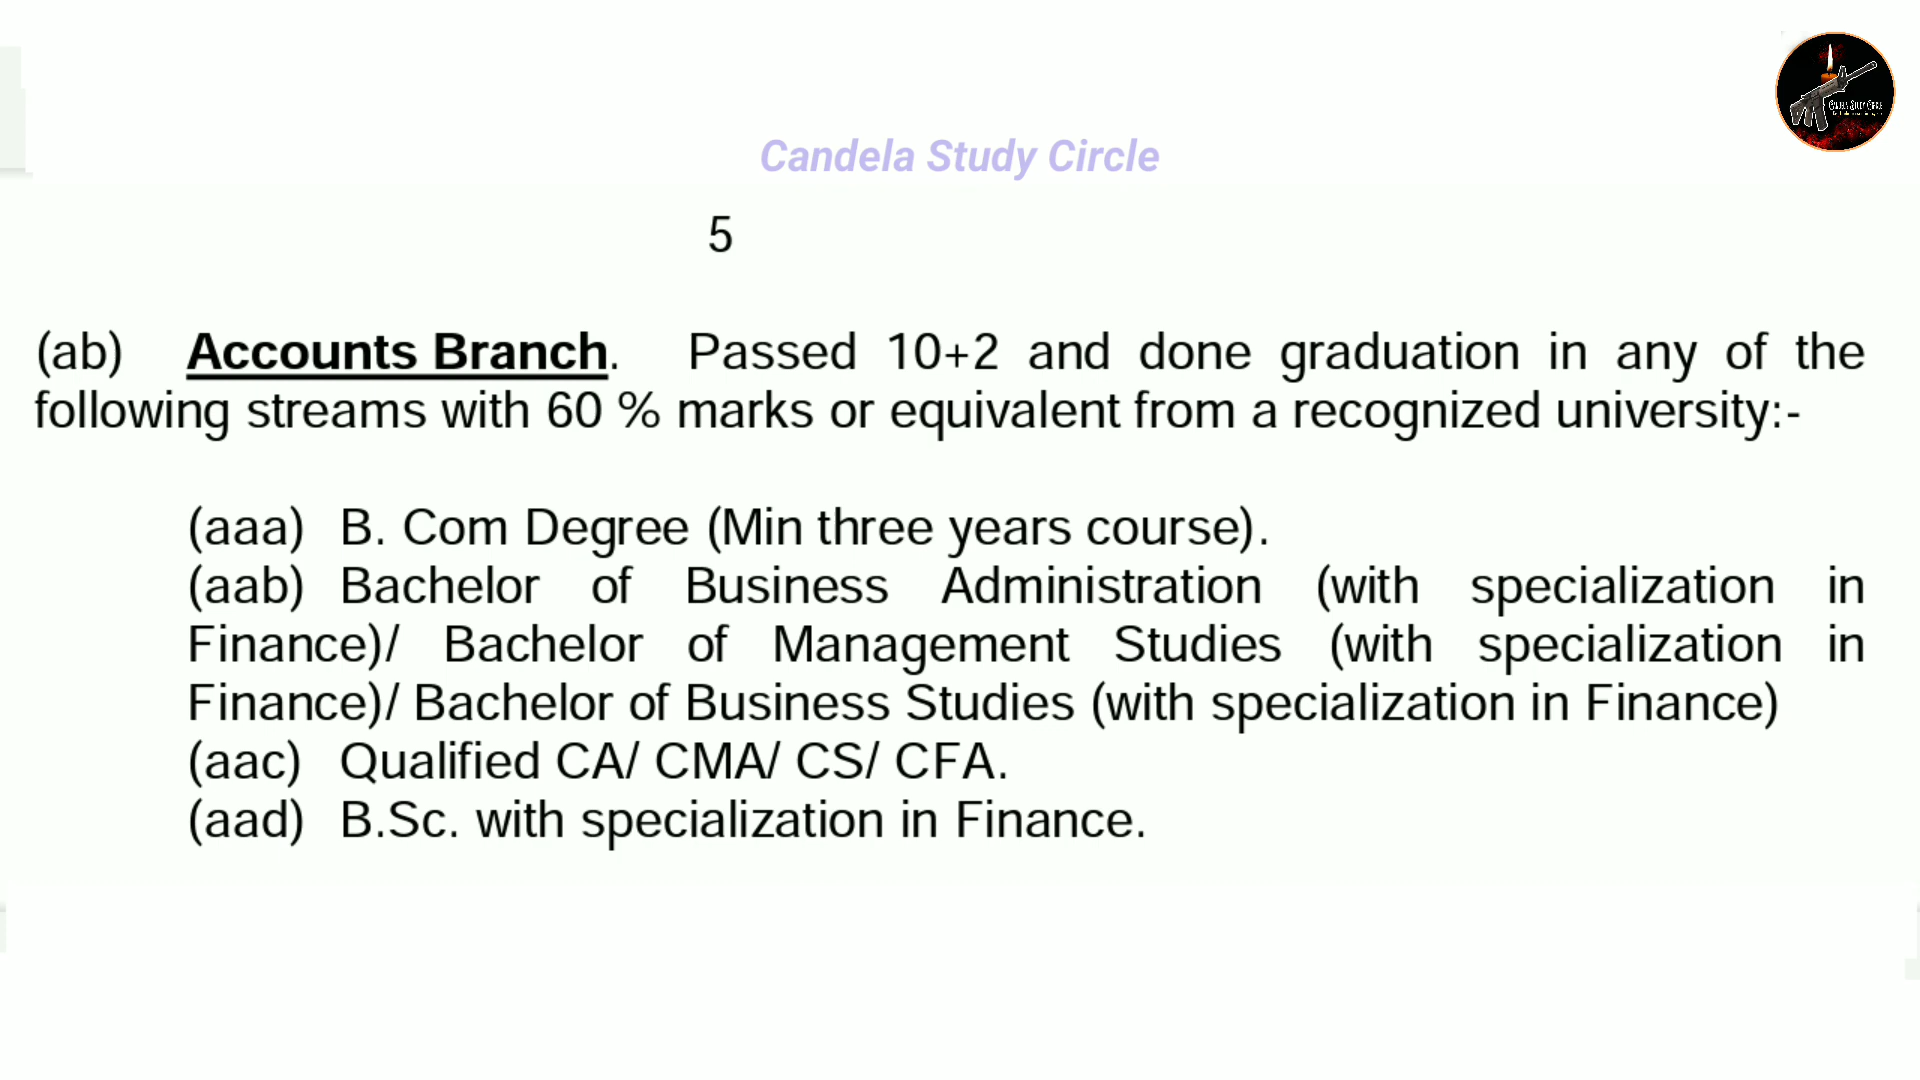 Candela Study Circle
5
(ab) Accounts Branch. Passed 10+2 and done graduation in any of the
following streams with 60 % marks or equivalent from a recognized university:-
(aaa) B. Com Degree (Min three years course).
(aab) Bachelor of Business Administration (with specialization in
Finance)/ Bachelor of Management Studies (with specialization in
Finance)/ Bachelor of Business Studies (with specialization in Finance)
(aac) Qualified CA/ CMA/ CS/ CFA.
(aad) B.Sc. with specialization in Finance.